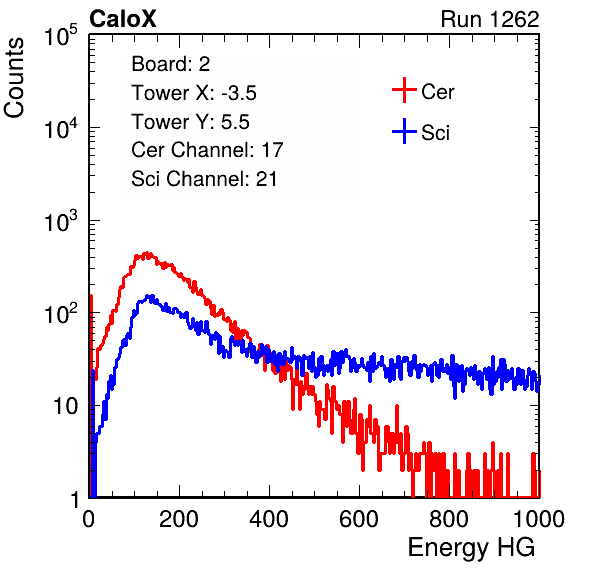 CaloX Run 1262
Counts
Board: 2
Tower X: -3.5
Tower Y: 5.5
Cer Channel: 17
Sci Channel: 21
Cer
Sci
10^5
10^4
10^3
10^2
10
1
0 200 400 600 800 1000
Energy HG